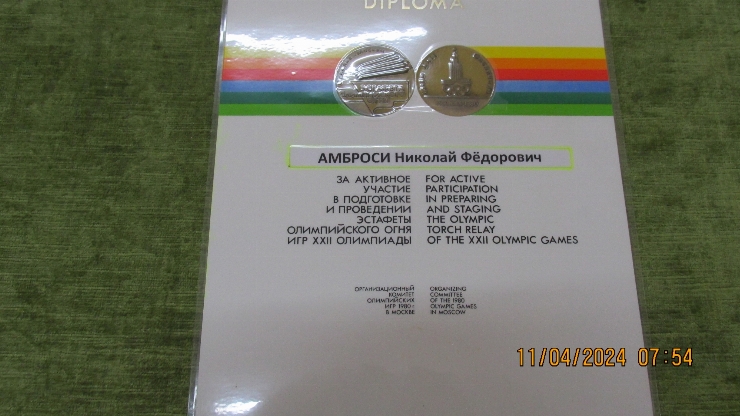 DIPLOMA
АМБРОСИ Николай Фёдорович
ЗА АКТИВНОЕ
УЧАСТИЕ
В ПОДГОТОВКЕ
И ПРОВЕДЕНИИ
ЭСТАФЕТЫ
ОЛИМПИЙСКОГО ОГНЯ
ИГР XXII ОЛИМПИАДЫ
FOR ACTIVE
PARTICIPATION
IN PREPARING
AND STAGING
THE OLYMPIC
TORCH RELAY
OF THE XXII OLYMPIC GAMES
ОРГАНИЗАЦИОННЫЙ
КОМИТЕТ
ОЛИМПИЙСКИХ
ИГР 1980 г.
В МОСКВЕ
ORGANIZING
COMMITTEE
OF THE 1980
OLYMPIC GAMES
IN MOSCOW
11/04/2024 07:54